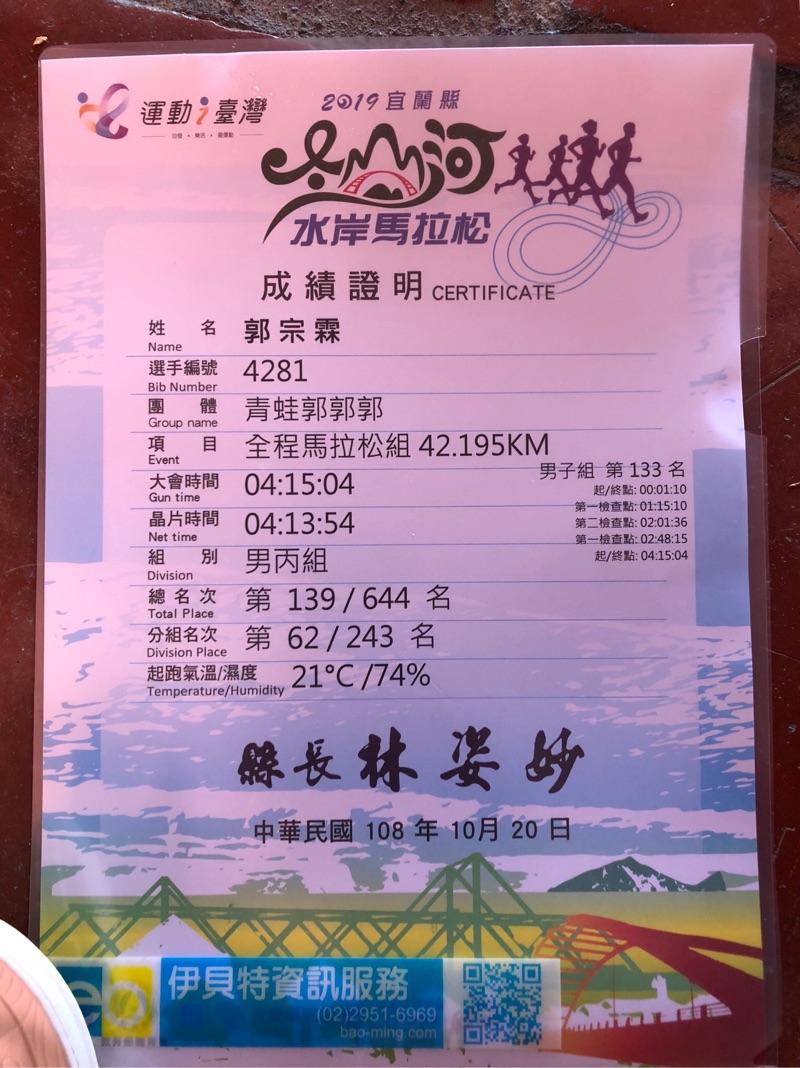 運動i臺灣
2019 宜蘭縣
冬山河
水岸馬拉松
成績證明 CERTIFICATE
姓名 郭宗霖
Name
選手編號 4281
Bib Number
團體 青蛙郭郭郭
Group name
項目 全程馬拉松組 42.195KM
Event
男子組 第 133 名
大會時間 04:15:04
Gun time
起/終點: 00:01:10
第一檢查點: 01:15:10
晶片時間 04:13:54
Net time
第二檢查點: 02:01:36
第一檢查點: 02:48:15
起/終點: 04:15:04
組別 男丙組
Division
總名次 第 139 / 644 名
Total Place
分組名次 第 62 / 243 名
Division Place
起跑氣溫/濕度 21°C /74%
Temperature/Humidity
縣長 林姿妙
中華民國 108 年 10月 20 日
伊貝特資訊服務
(02)2951-6969
bao-ming.com